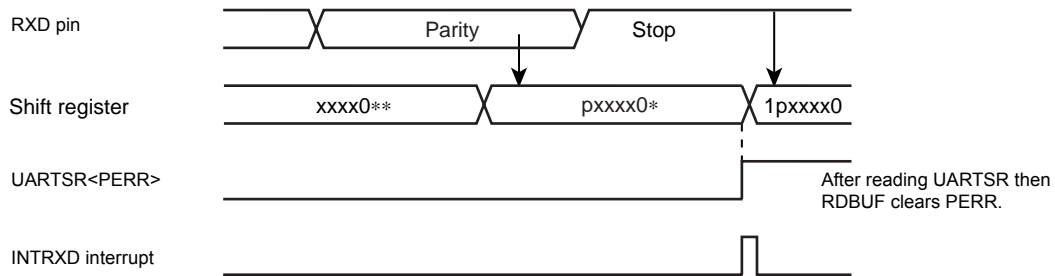 RXD pin
Parity
Stop
Shift register
xxxx0**
pxxxx0*
1pxxxx0
UARTSR<PERR>
After reading UARTSR then
RDBUF clears PERR.
INTRXD interrupt